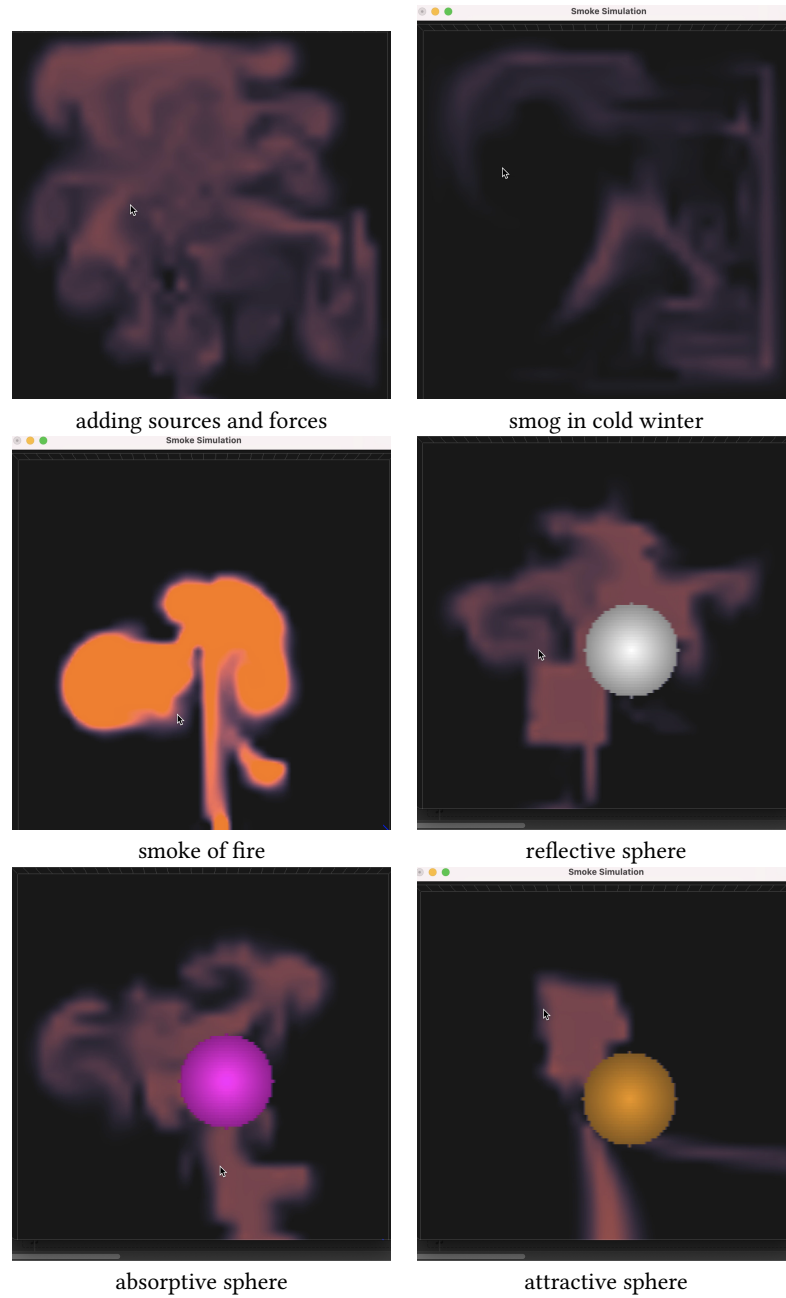 Smoke Simulation
adding sources and forces
smog in cold winter
Smoke Simulation
smoke of fire
reflective sphere
Smoke Simulation
absorptive sphere
attractive sphere